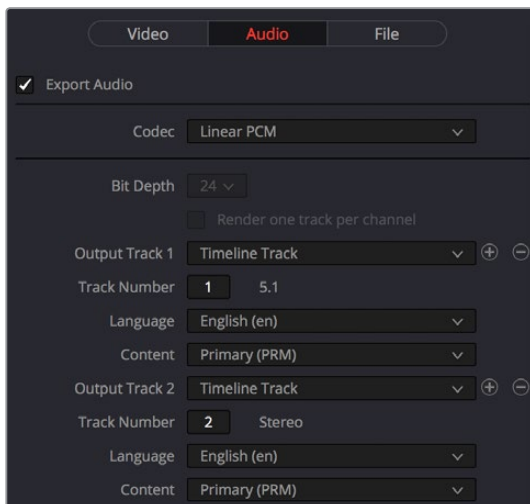 Video Audio File
Export Audio
Codec Linear PCM
Bit Depth 24
Render one track per channel
Output Track 1 Timeline Track
Track Number 1 5.1
Language English (en)
Content Primary (PRM)
Output Track 2 Timeline Track
Track Number 2 Stereo
Language English (en)
Content Primary (PRM)